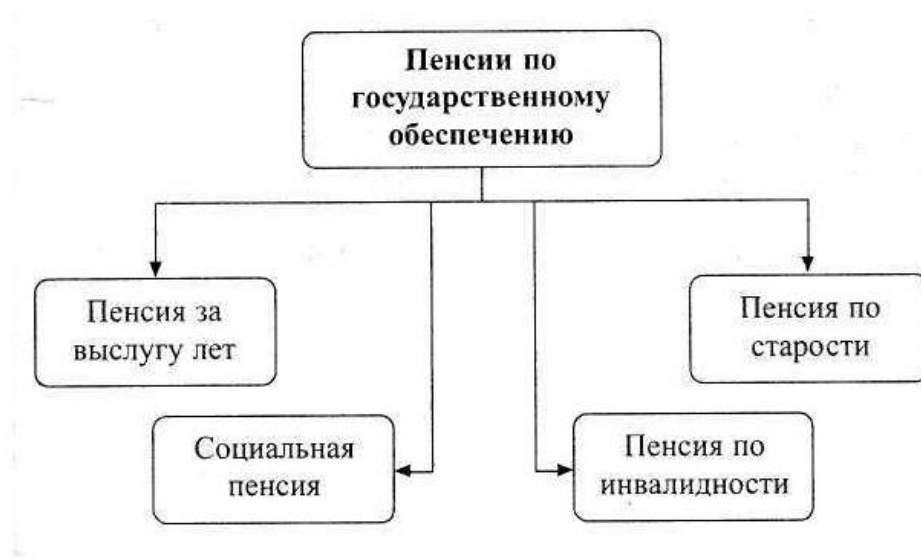 Пенсии по
государственному
обеспечению
Пенсия за
выслугу лет
Пенсия по
старости
Социальная
пенсия
Пенсия по
инвалидности